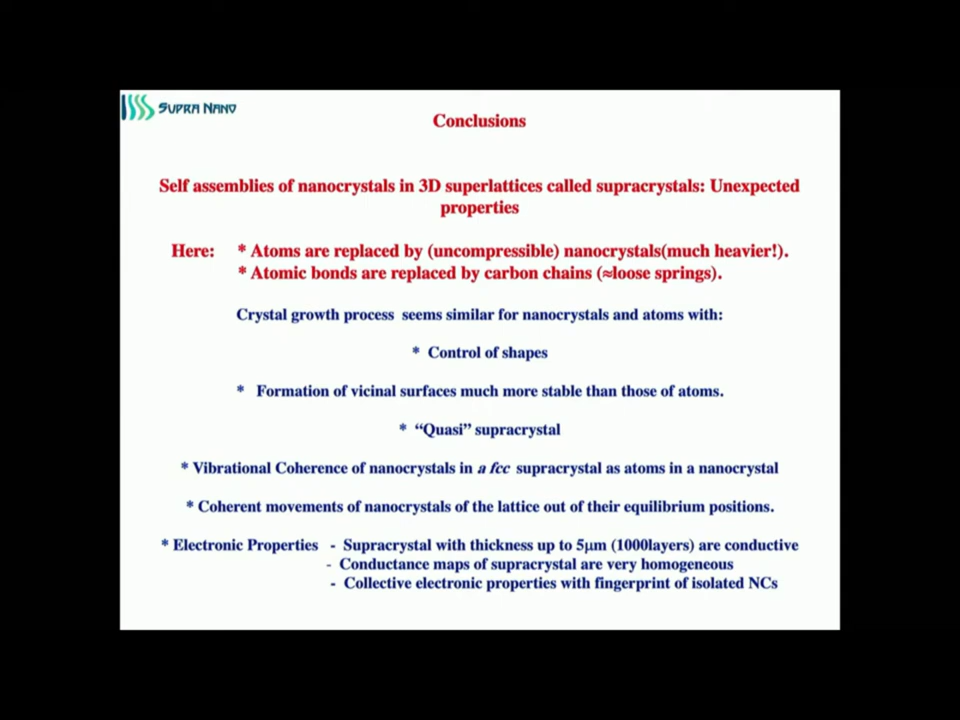 SUPRA NANO
Conclusions
Self assemblies of nanocrystals in 3D superlattices called supracrystals: Unexpected
properties
Here: * Atoms are replaced by (uncompressible) nanocrystals(much heavier!).
* Atomic bonds are replaced by carbon chains (≈loose springs).
Crystal growth process seems similar for nanocrystals and atoms with:
* Control of shapes
* Formation of vicinal surfaces much more stable than those of atoms.
* “Quasi” supracrystal
* Vibrational Coherence of nanocrystals in a fcc supracrystal as atoms in a nanocrystal
* Coherent movements of nanocrystals of the lattice out of their equilibrium positions.
* Electronic Properties - Supracrystal with thickness up to 5μm (1000layers) are conductive
- Conductance maps of supracrystal are very homogeneous
- Collective electronic properties with fingerprint of isolated NCs